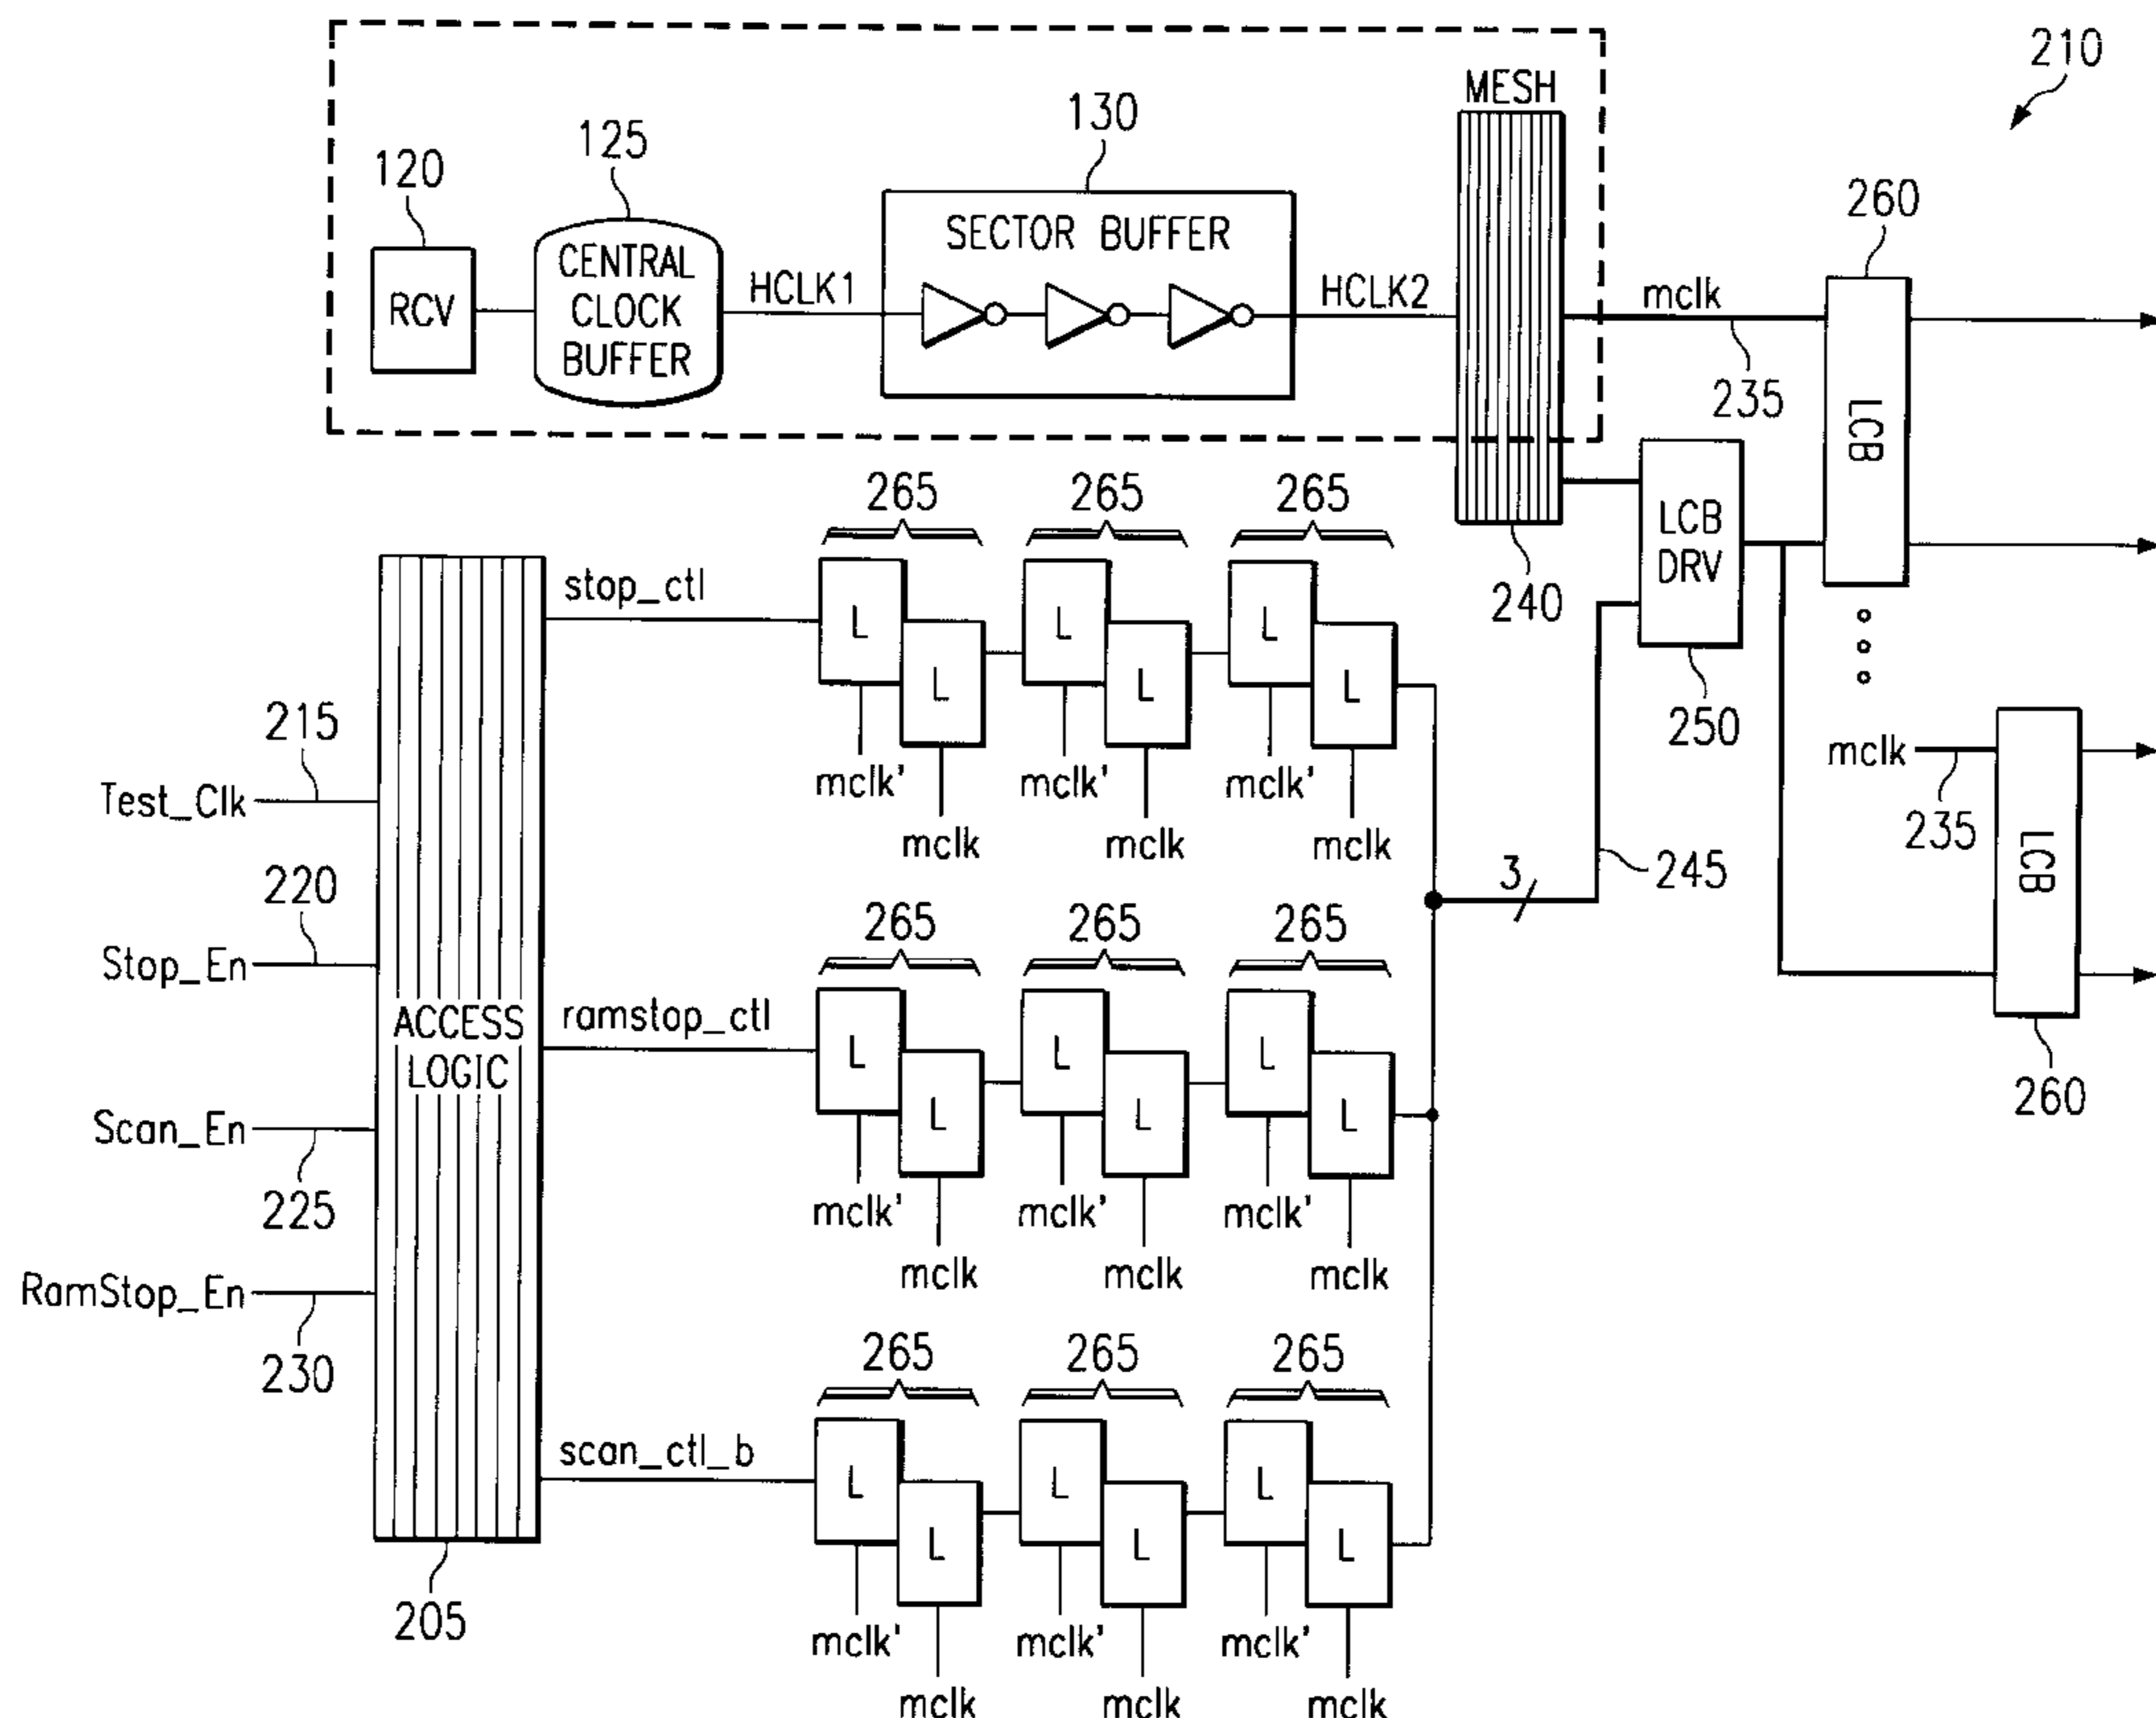 210
MESH
130
125
120
260
SECTOR BUFFER
CENTRAL
CLOCK
BUFFER
RCV
HCLK1
HCLK2
mclk
235
LCB
265
265
265
LCB
DRV
240
250
stop_ctl
L
L
L
L
L
L
mclk'
mclk'
mclk'
mclk
mclk
mclk
215
Test_Clk
mclk
235
LCB
260
3
245
220
Stop_En
265
265
265
ACCESS
LOGIC
ramstop_ctl
L
L
L
L
L
L
mclk'
mclk'
mclk'
mclk
mclk
mclk
Scan_En
225
RamStop_En
230
265
265
265
scan_ctl_b
L
L
L
L
L
L
mclk'
mclk'
mclk'
mclk
mclk
mclk
205